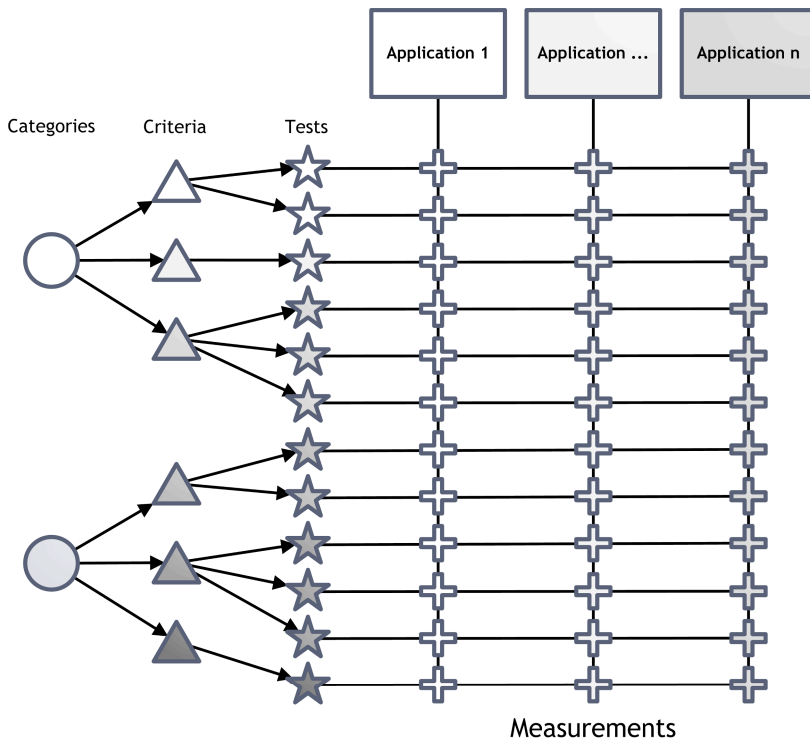 Application 1
Application ...
Application n
Categories
Criteria
Tests
Measurements